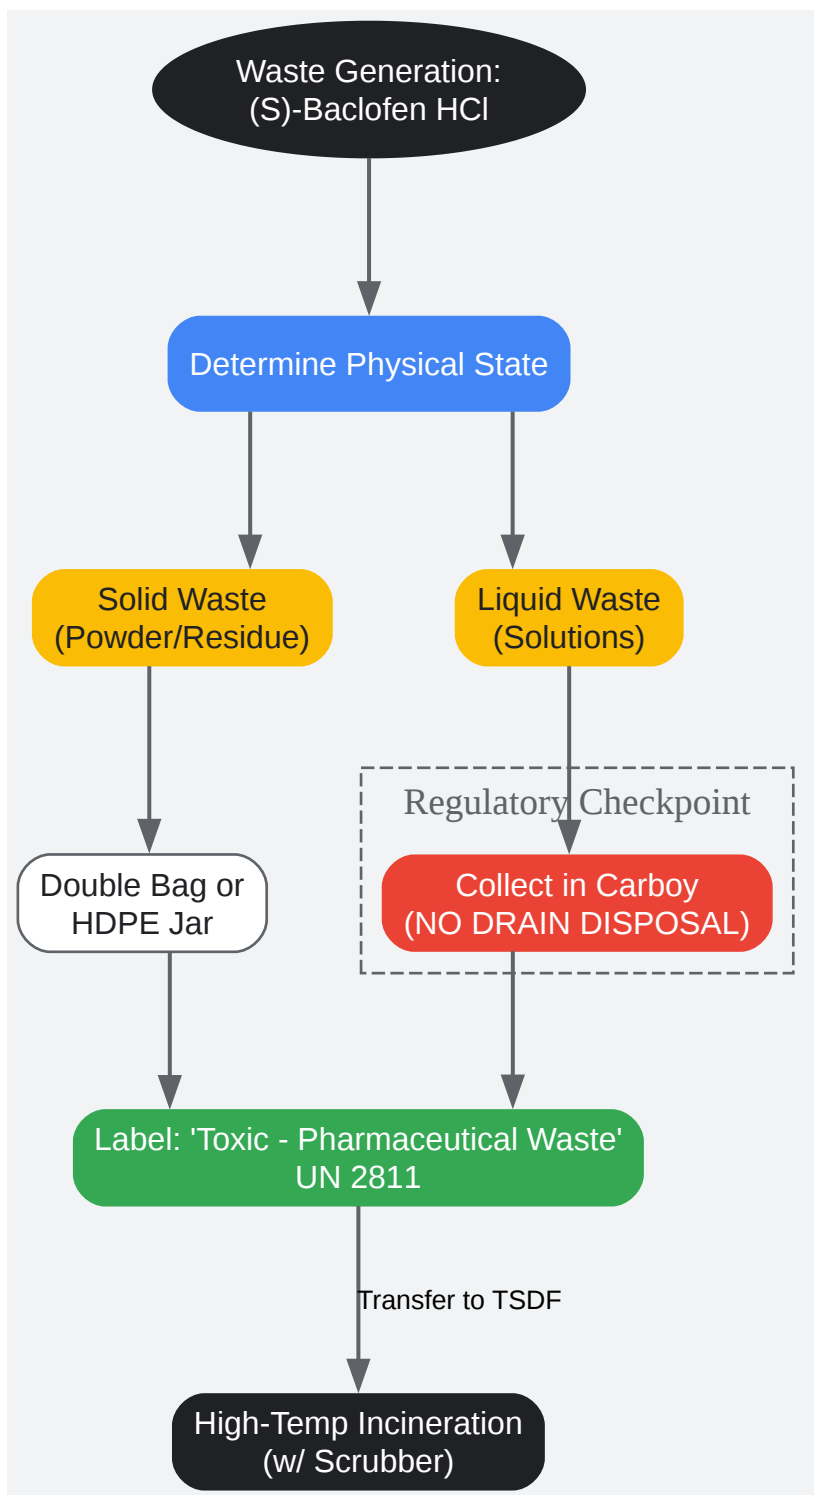 Waste Generation:
(S)-Baclofen HCl
Determine Physical State
Solid Waste
(Powder/Residue)
Liquid Waste
(Solutions)
Regulatory Checkpoint
Double Bag or
HDPE Jar
Collect in Carboy
(NO DRAIN DISPOSAL)
Label: 'Toxic - Pharmaceutical Waste'
UN 2811
Transfer to TSDF
High-Temp Incineration
(w/ Scrubber)